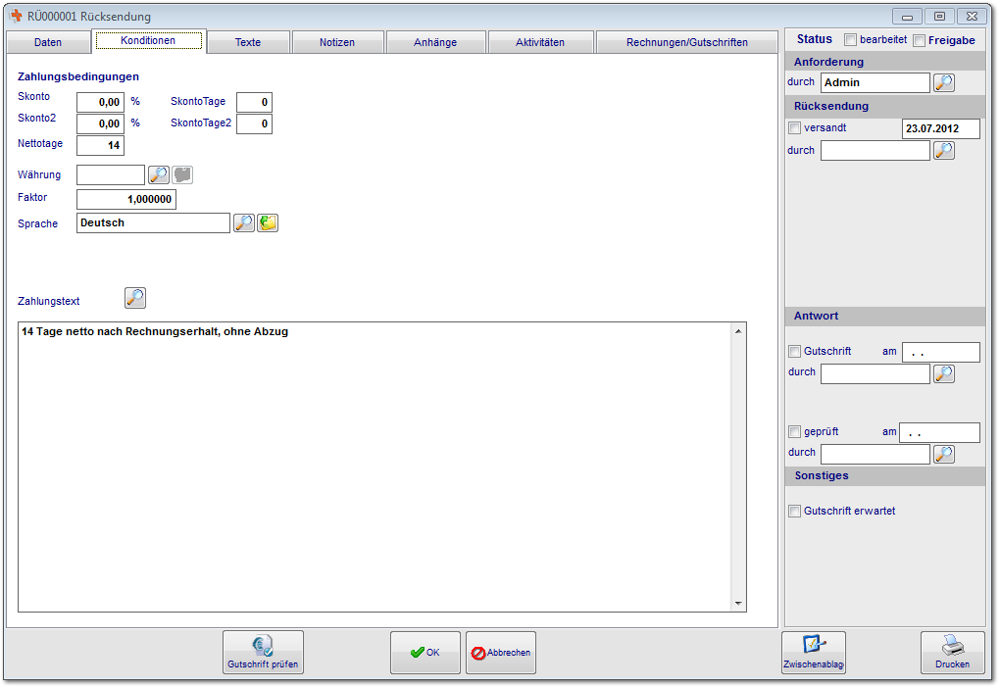 RÜ000001 Rücksendung
Daten Konditionen Texte Notizen Anhänge Aktivitäten Rechnungen/Gutschriften
Zahlungsbedingungen
Skonto 0,00 % SkontoTage 0
Skonto2 0,00 % SkontoTage2 0
Nettotage 14
Währung
Faktor 1,000000
Sprache Deutsch
Zahlungstext
14 Tage netto nach Rechnungserhalt, ohne Abzug
Status bearbeitet Freigabe
Anforderung
durch Admin
Rücksendung
versandt 23.07.2012
durch
Antwort
Gutschrift am . .
durch
geprüft am . .
durch
Sonstiges
Gutschrift erwartet
Gutschrift prüfen OK Abbrechen Zwischenablag Drucken